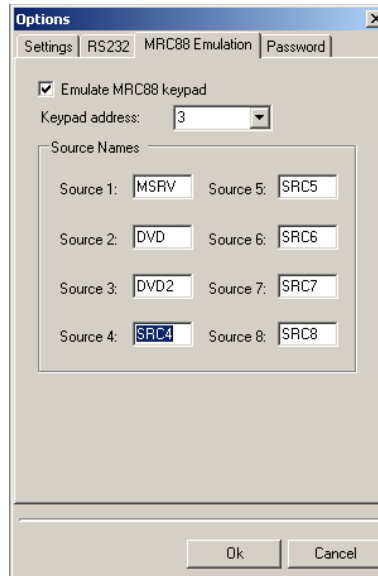 Options
Settings RS232 MRC88 Emulation Password
Emulate MRC88 keypad
Keypad address: 3
Source Names
Source 1: MSRV Source 5: SRC5
Source 2: DVD Source 6: SRC6
Source 3: DVD2 Source 7: SRC7
Source 4: SRC4 Source 8: SRC8
Ok Cancel